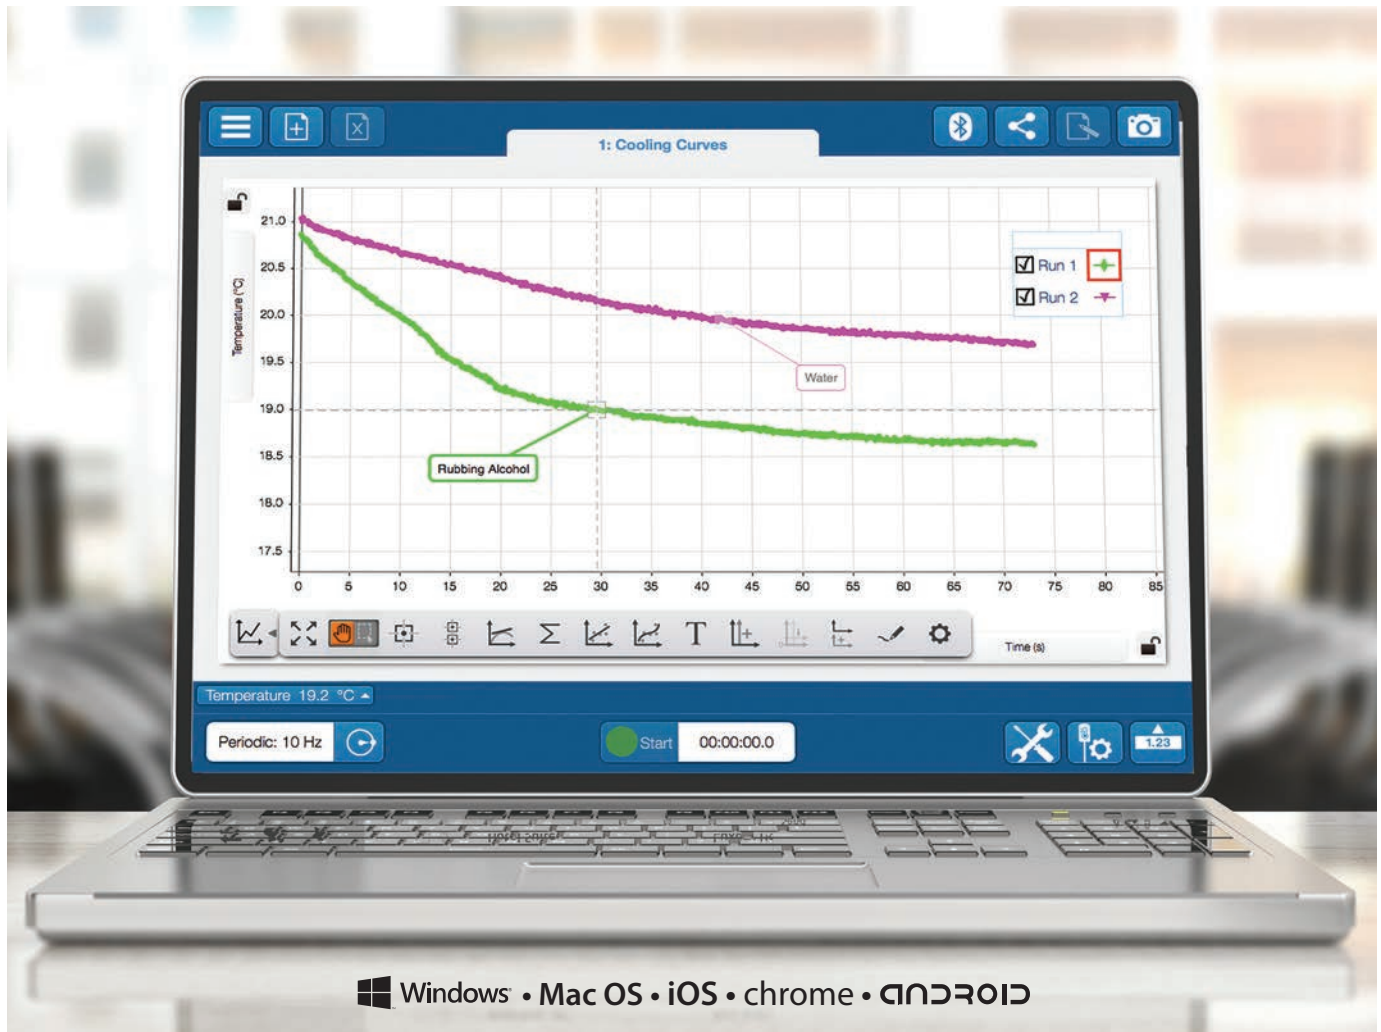 1: Cooling Curves
21.0
20.5
20.0
19.5
19.0
18.5
18.0
17.5
Temperature (°C)
Run 1
Run 2
Water
Rubbing Alcohol
0 5 10 15 20 25 30 35 40 45 50 55 60 65 70 75 80 85
Σ T
Time (s)
Temperature 19.2 °C
Periodic: 10 Hz
Start
00:00:00.0
1.23
Windows • Mac OS • iOS • chrome • ANDROID